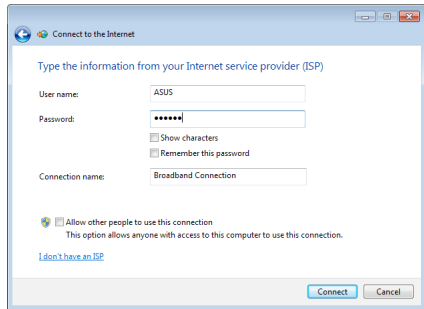 Connect to the Internet
Type the information from your Internet service provider (ISP)
User name: ASUS
Password: ••••••
Show characters
Remember this password
Connection name: Broadband Connection
Allow other people to use this connection
This option allows anyone with access to this computer to use this connection.
I don't have an ISP
Connect Cancel